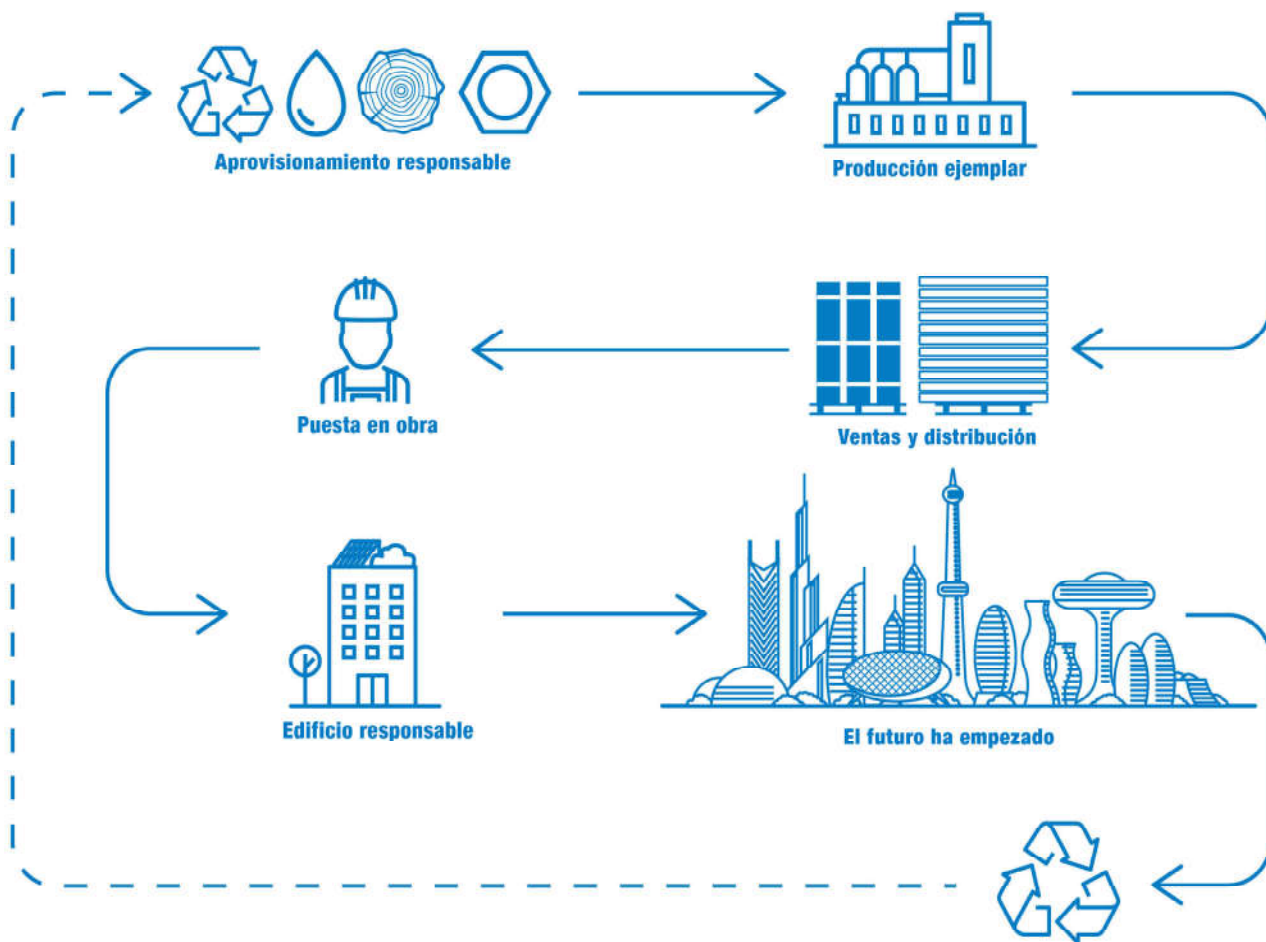 Aprovisionamiento responsable
Producción ejemplar
Puesta en obra
Ventas y distribución
Edificio responsable
El futuro ha empezado